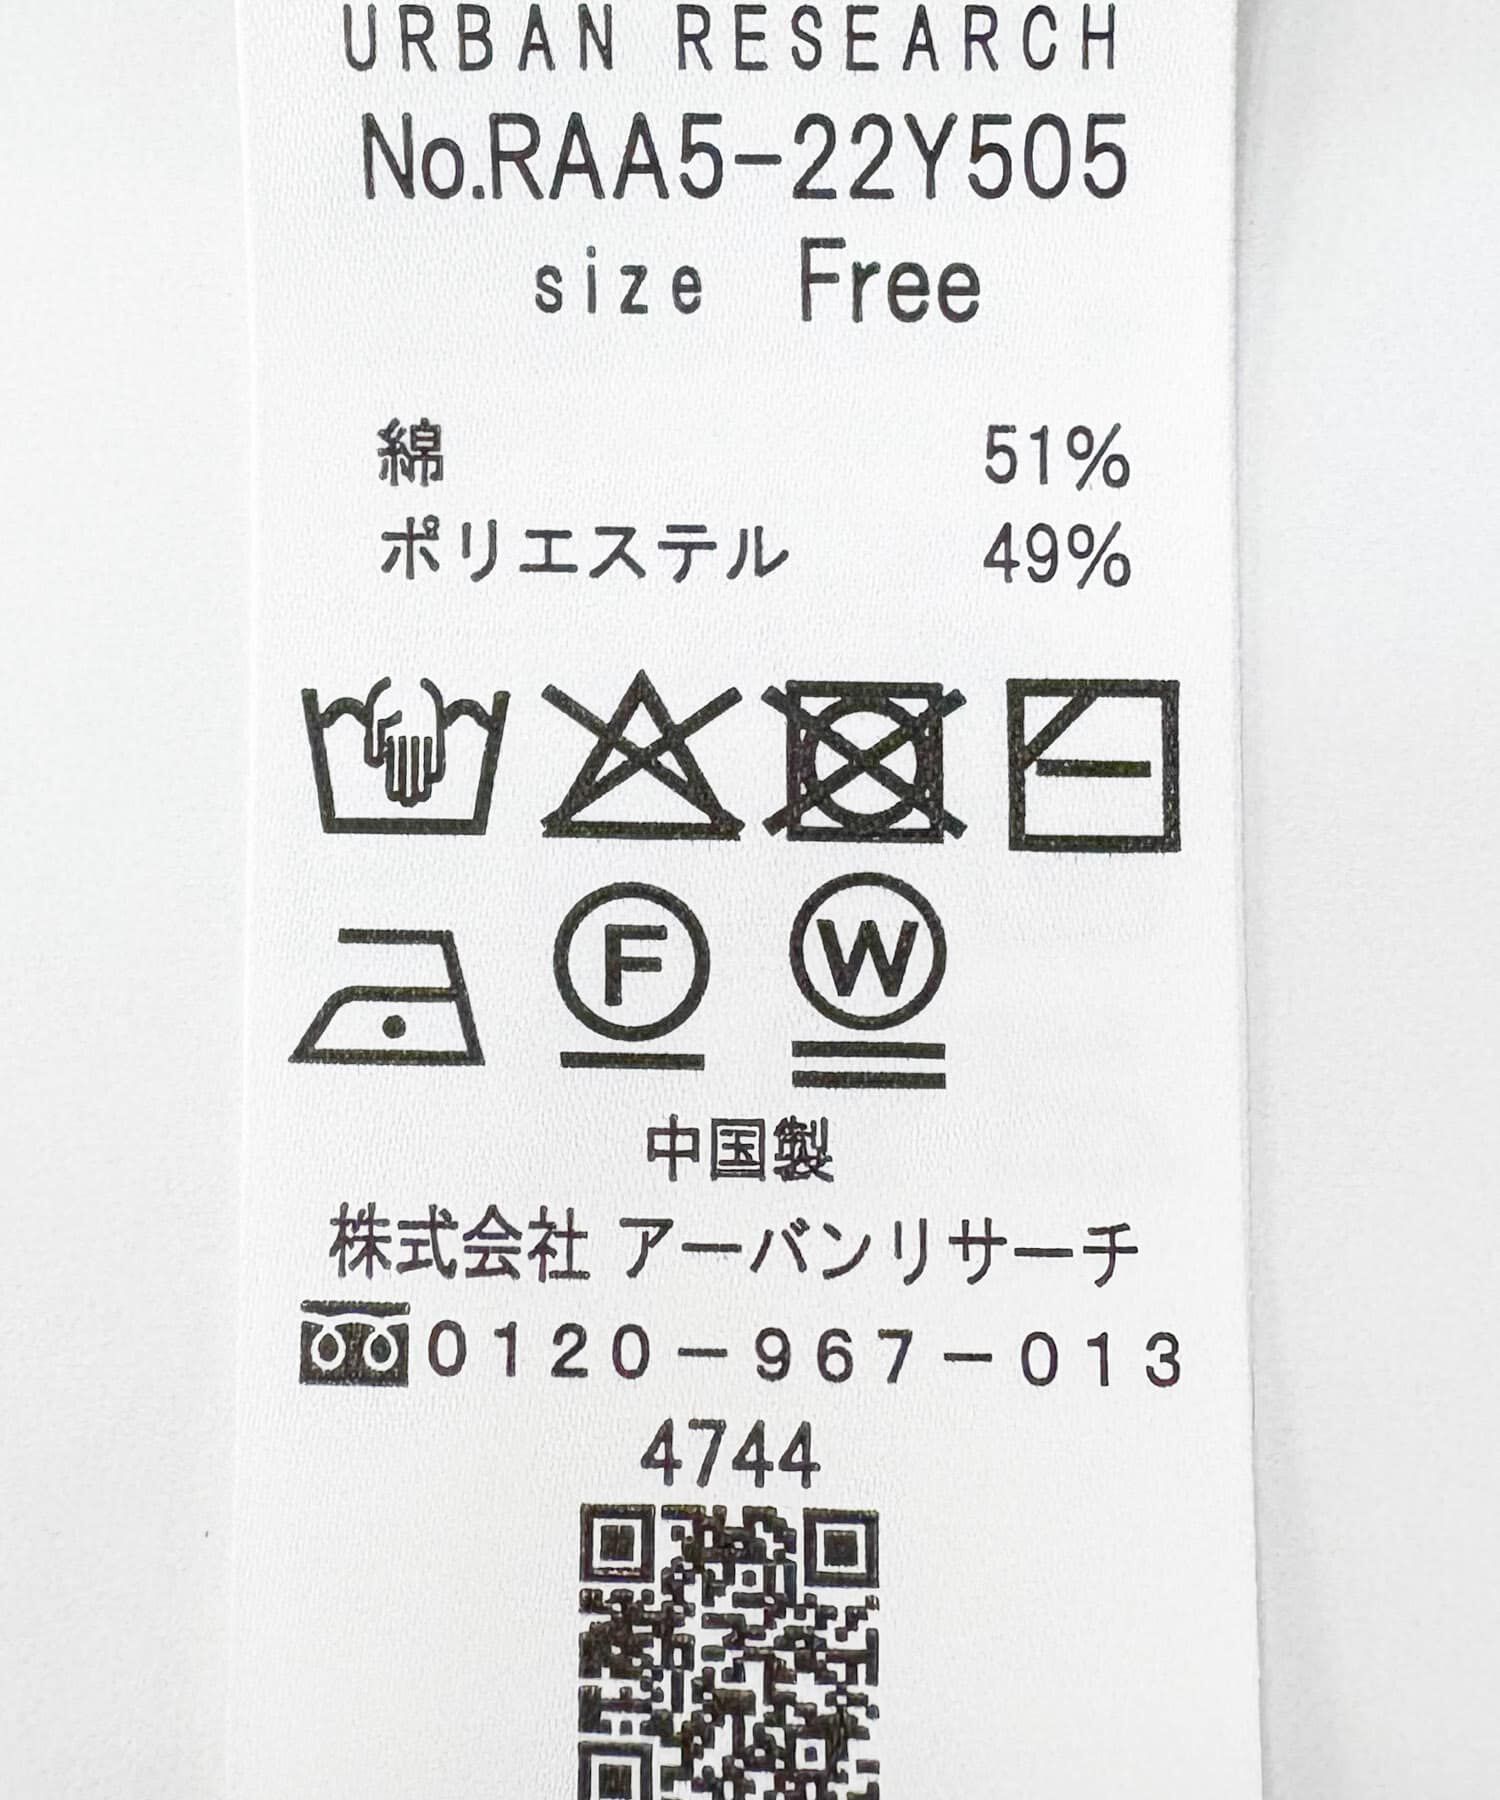 URBAN RESEARCH
No.RAA5-22Y505
size Free
綿 51%
ポリエステル 49%
F W
中国製
株式会社 アーバンリサーチ
0120-967-013
4744